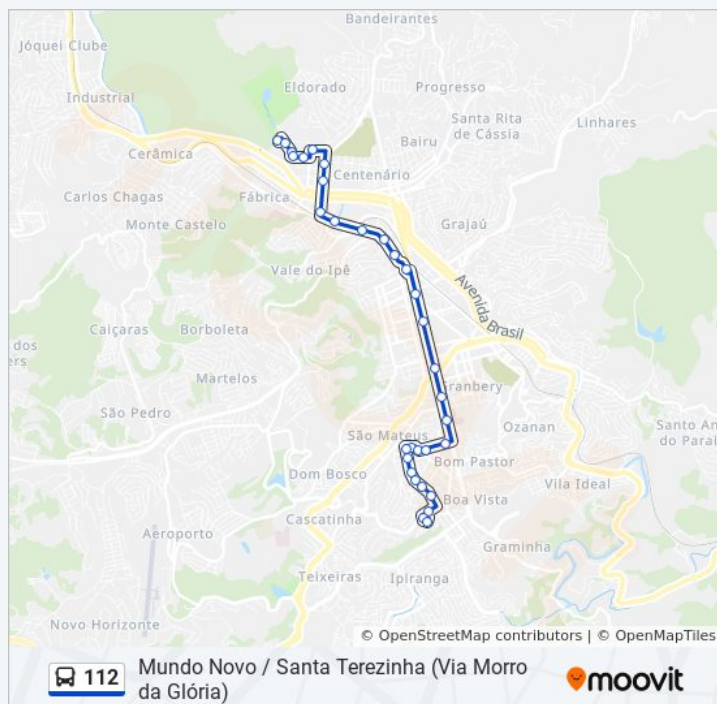 Bandeirantes
Jóquei Clube
Eldorado
Progresso
Industrial
Santa Rita
de Cássia
Linhares
Bairu
Cerâmica
Centenário
Carlos Chagas
Fábrica
Grajaú
Monte Castelo
Vale do Ipê
Avenida Brasil
Caiçaras
Borboleta
dos
Martelos
ranbery
São Pedro
São Mateus
Ozanan
Santo An
do Paraí
Dom Bosco
Bom Pastor
Vila Ideal
Boa Vista
Cascatinha
Aeroporto
Graminha
Teixeiras
Ipiranga
Novo Horizonte
© OpenStreetMap contributors | © OpenMapTiles
112
Mundo Novo / Santa Terezinha (Via Morro
da Glória)
moovit